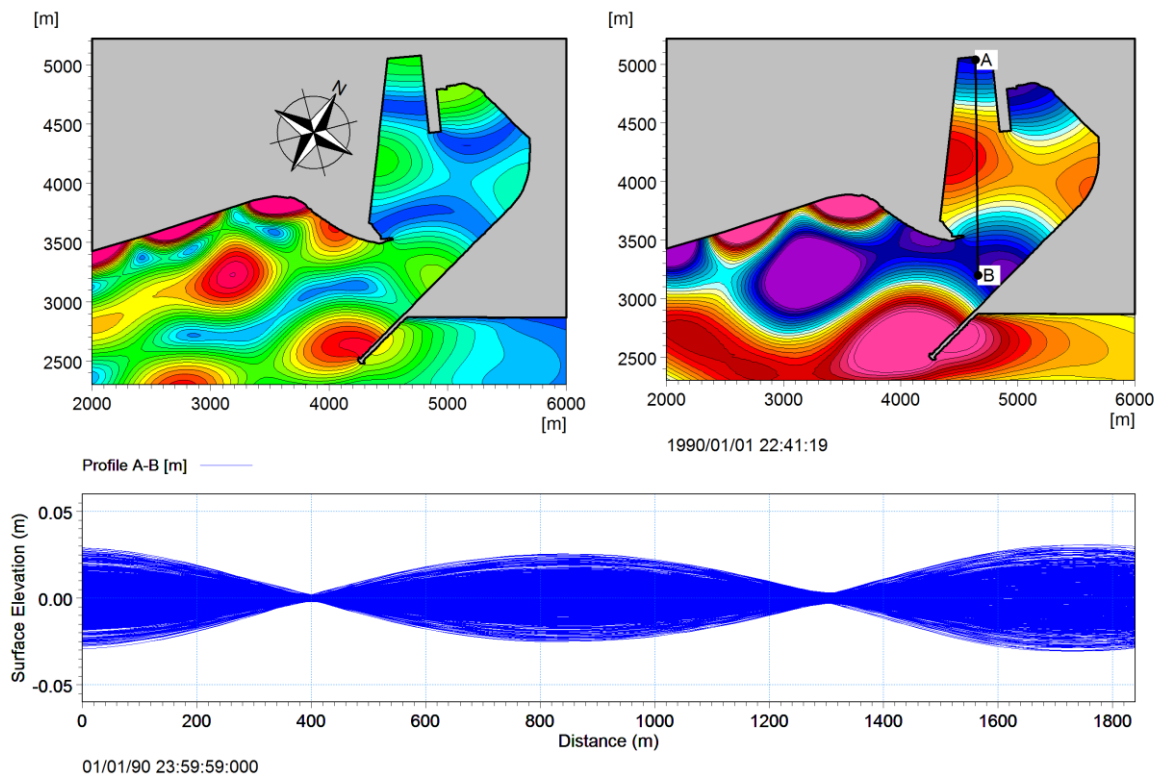 [m]
5000
4500
4000
3500
3000
2500
N
2000 3000 4000 5000 6000
[m]
[m]
5000
4500
4000
3500
3000
2500
A
B
2000 3000 4000 5000 6000
[m]
1990/01/01 22:41:19
Profile A-B [m]
Surface Elevation (m)
0.05
0.00
-0.05
0 200 400 600 800 1000 1200 1400 1600 1800
Distance (m)
01/01/90 23:59:59:000